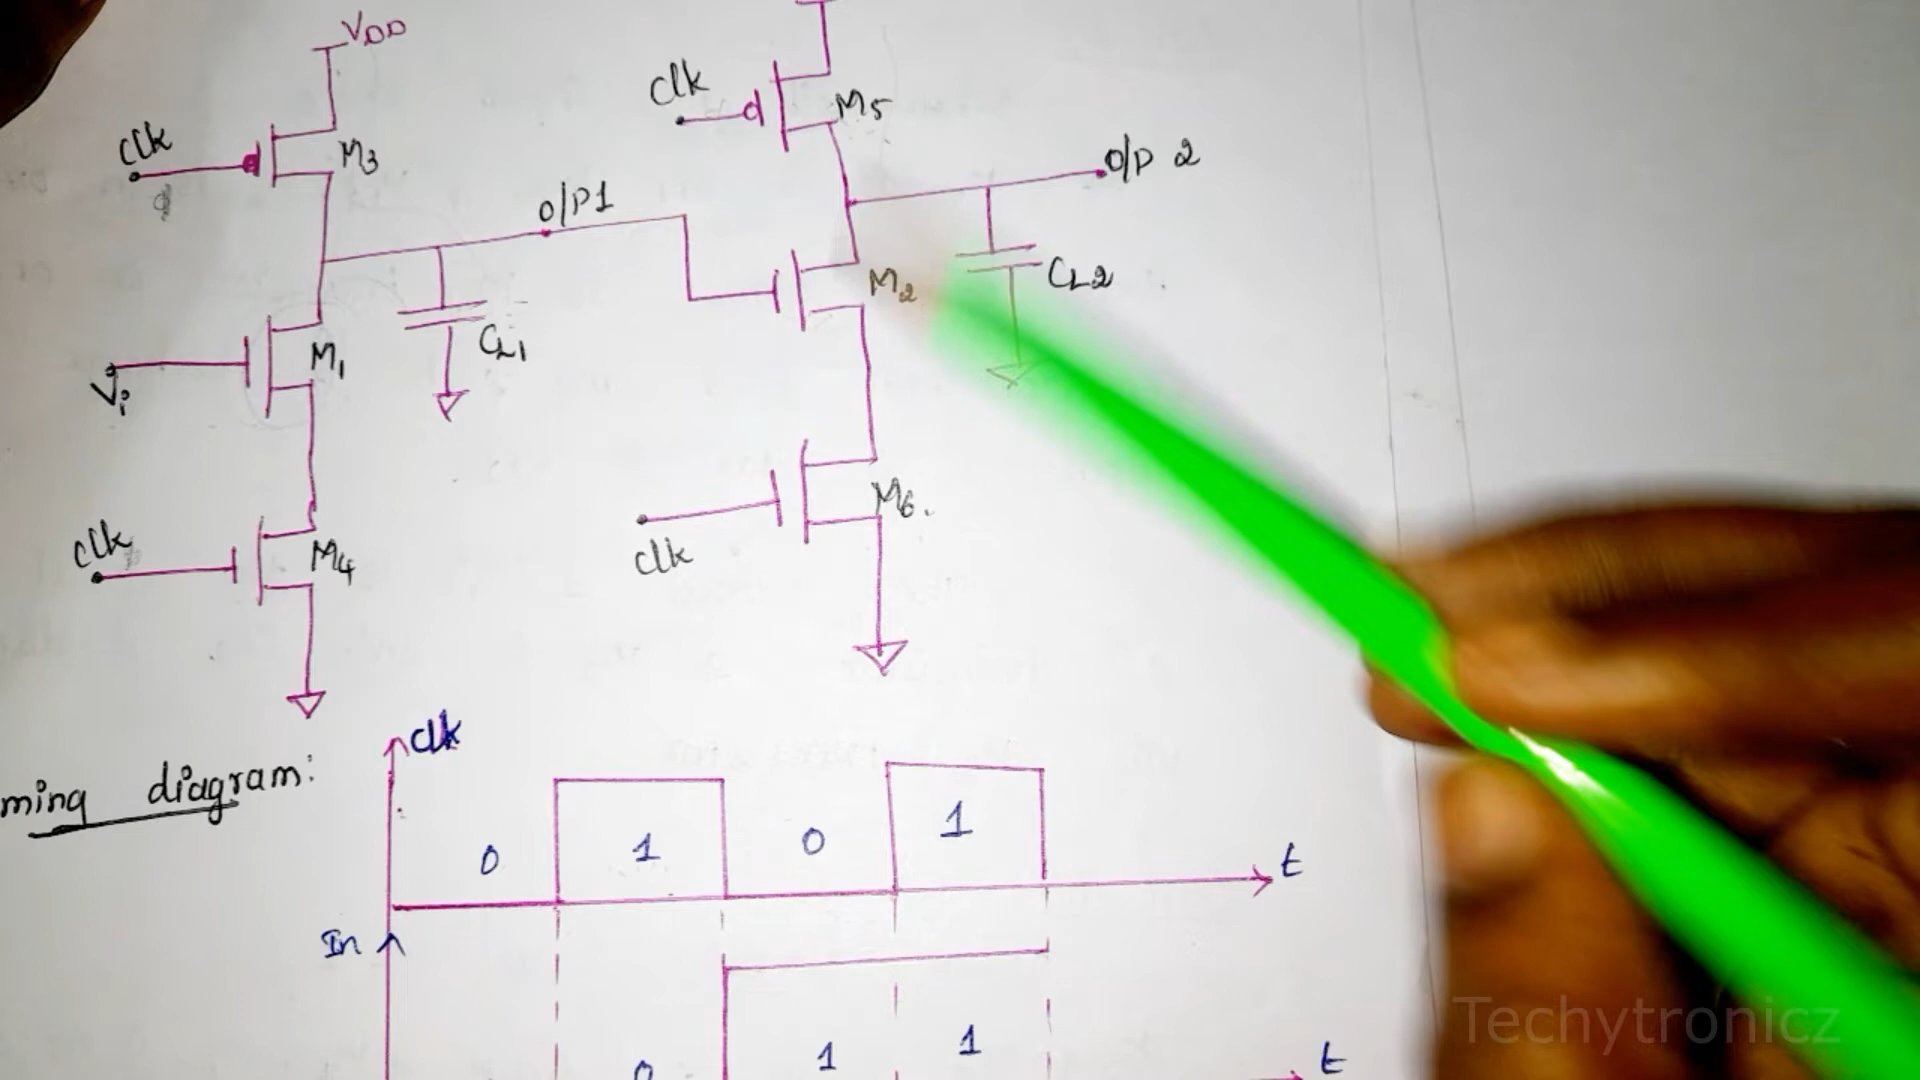 VDD
Clk
M3
Clk
M5
O/P 2
O/P1
M2
CL2
CL1
M1
Vi
M6.
Clk
Clk
M4
Clk
ming diagram:
0 1 0 1
t
In
0 1 1
t
Techytronicz